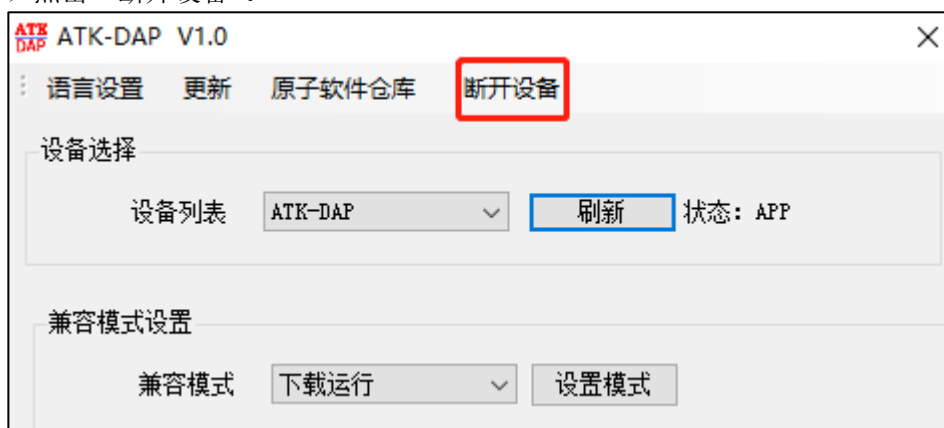 点击“断开设备”。
ATK DAP ATK-DAP V1.0
语言设置 更新 原子软件仓库 断开设备
设备选择
设备列表 ATK-DAP 刷新 状态: APP
兼容模式设置
兼容模式 下载运行 设置模式